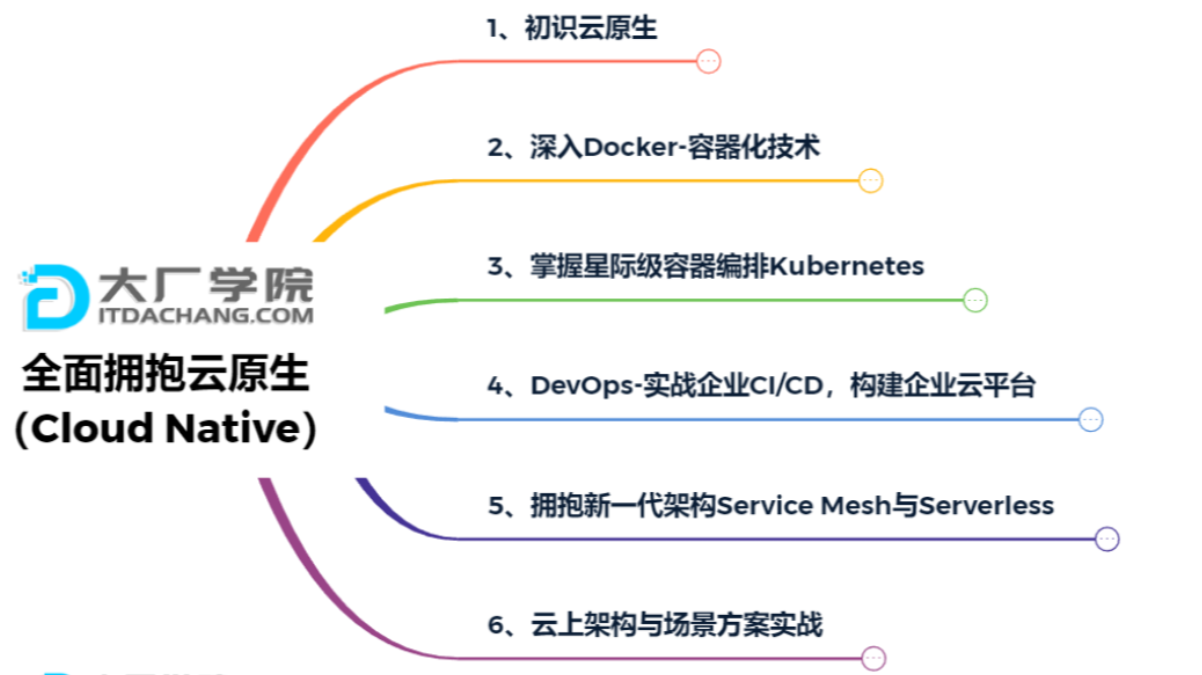 1、初识云原生
2、深入Docker-容器化技术
大厂学院
ITDACHANG.COM
3、掌握星际级容器编排Kubernetes
全面拥抱云原生
（Cloud Native）
4、DevOps-实战企业CI/CD，构建企业云平台
5、拥抱新一代架构Service Mesh与Serverless
6、云上架构与场景方案实战